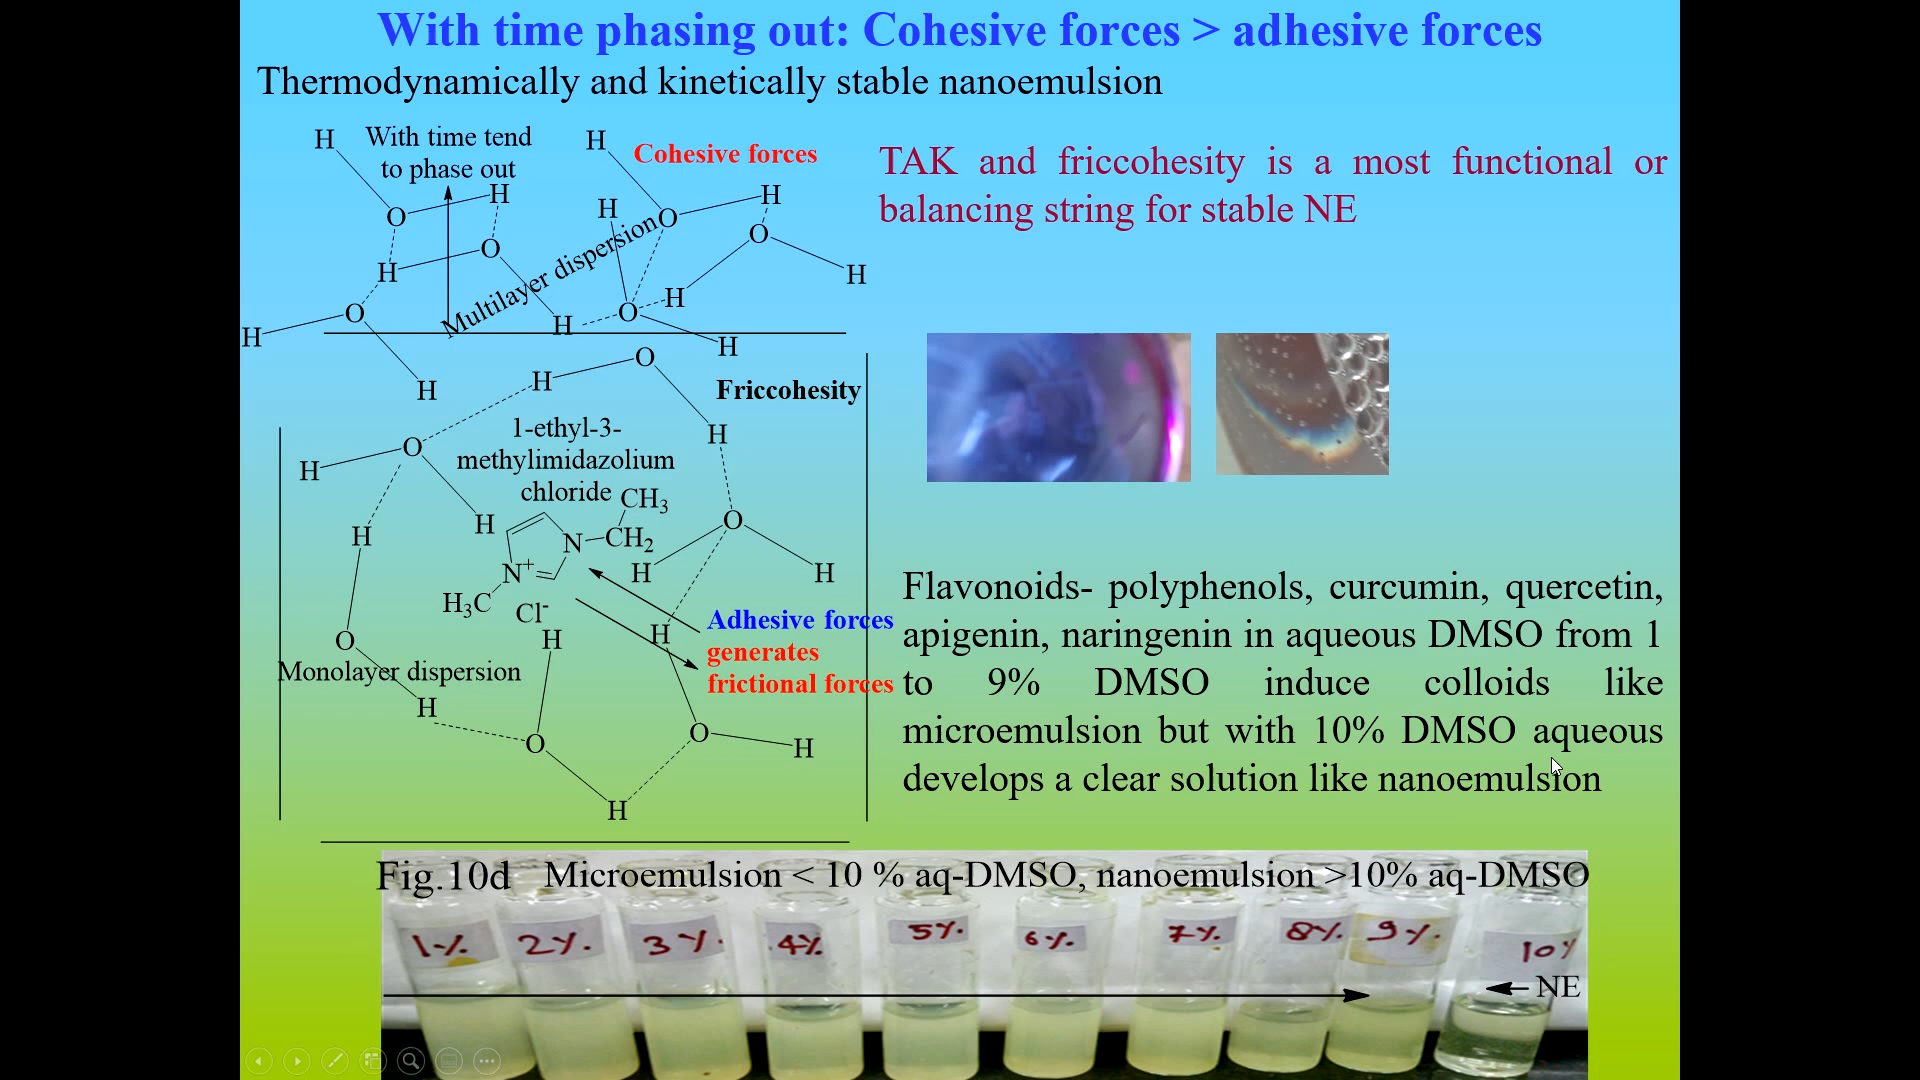 With time phasing out: Cohesive forces > adhesive forces
Thermodynamically and kinetically stable nanoemulsion
With time tend
to phase out
Cohesive forces
H
H
H
O
H
O
H
O
H
O
H
O
H
H
O
H
H
H
O
H
Multilayer dispersion
TAK and friccohesity is a most functional or
balancing string for stable NE
O
H
Friccohesity
H
O
H
H
H
1-ethyl-3-
methylimidazolium
chloride
CH3
N
CH2
N+
H3C
Cl-
O
H
H
H
O
H
H
Monolayer dispersion
Adhesive forces
generates
frictional forces
O
O
H
H
Flavonoids- polyphenols, curcumin, quercetin,
apigenin, naringenin in aqueous DMSO from 1
to 9% DMSO induce colloids like
microemulsion but with 10% DMSO aqueous
develops a clear solution like nanoemulsion
Fig.10d Microemulsion < 10 % aq-DMSO, nanoemulsion >10% aq-DMSO
1% 2%. 3%. 4% 5%. 6%. 7%. 8%. 9%. 10%
NE